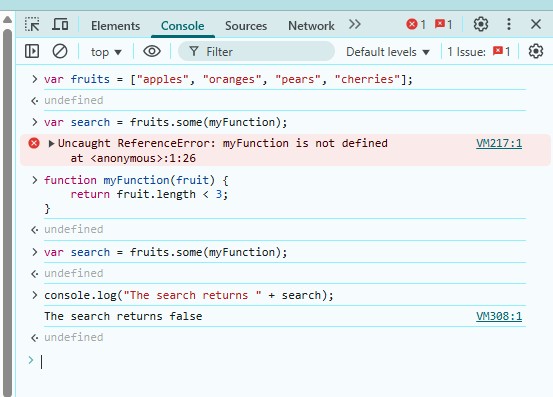 Elements Console Sources Network 1 1
top Filter Default levels 1 Issue: 1
var fruits = ["apples", "oranges", "pears", "cherries"];
undefined
var search = fruits.some(myFunction);
Uncaught ReferenceError: myFunction is not defined VM217:1
at <anonymous>:1:26
function myFunction(fruit) {
return fruit.length < 3;
}
undefined
var search = fruits.some(myFunction);
undefined
console.log("The search returns " + search);
The search returns false VM308:1
undefined